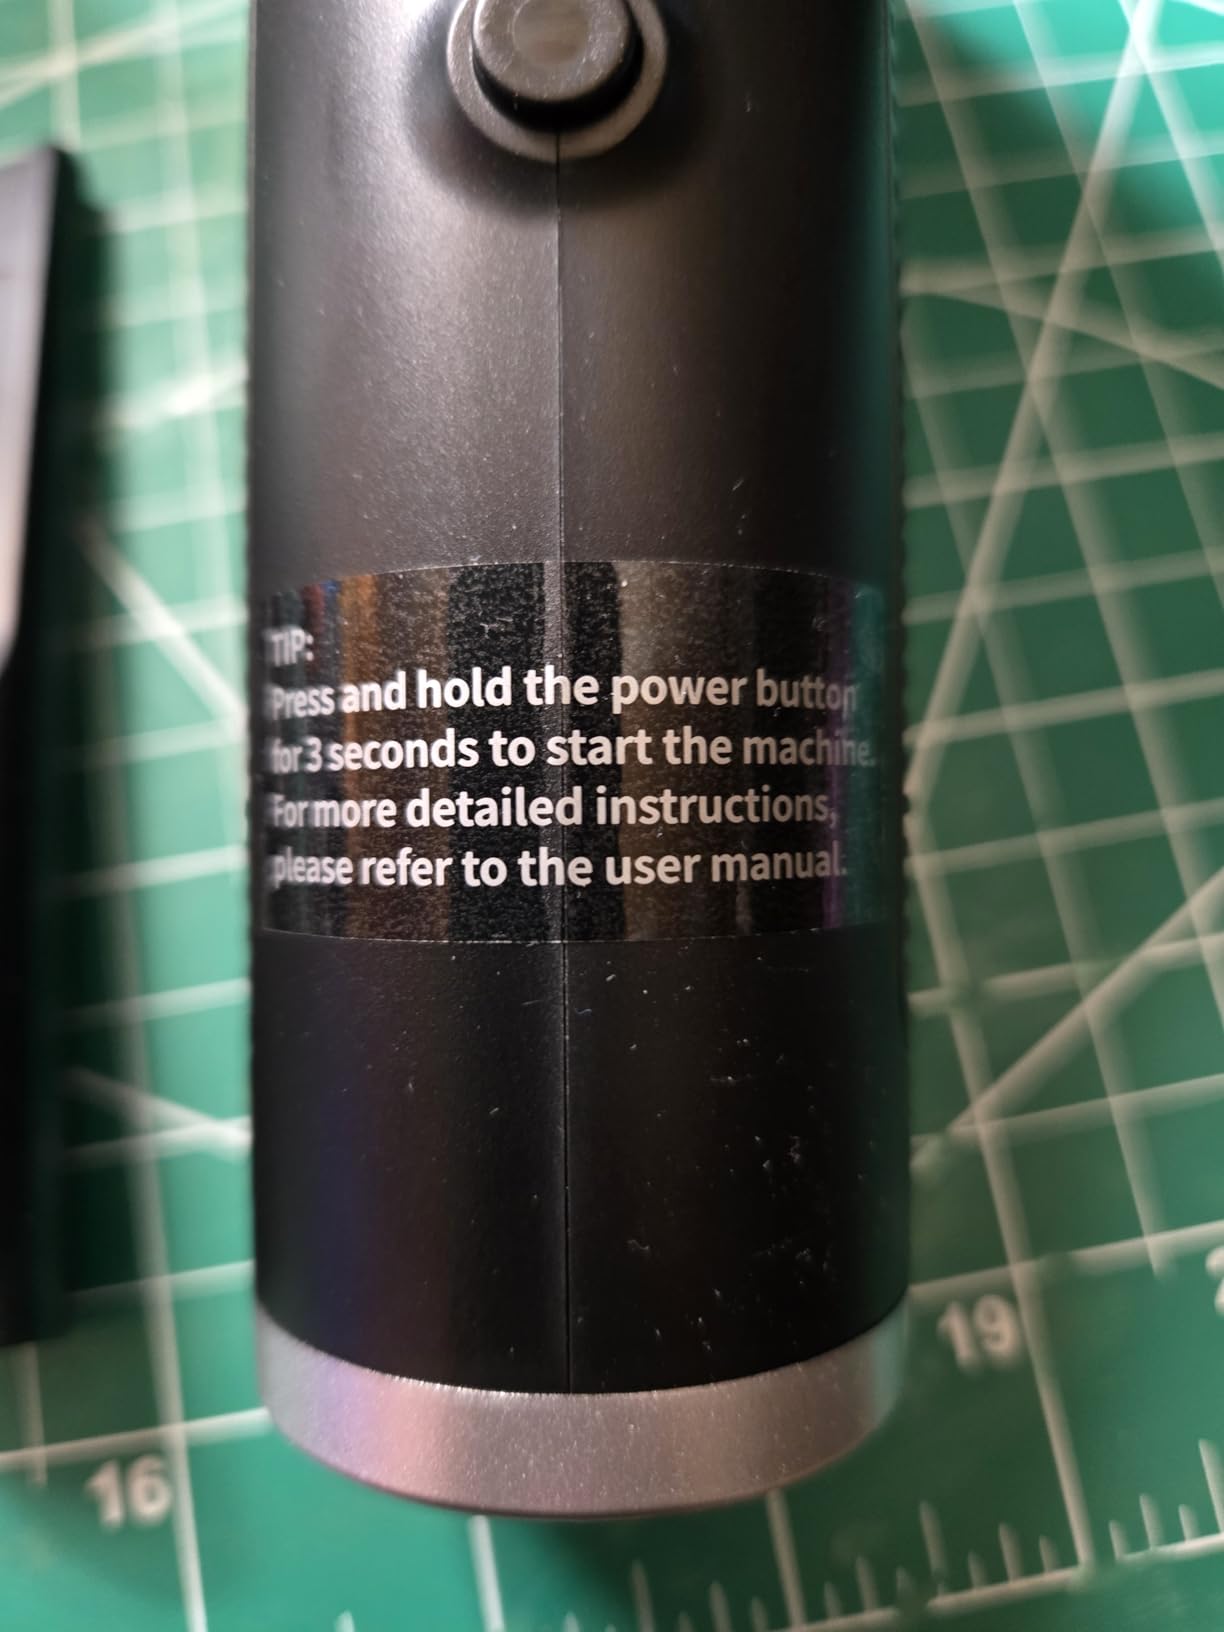 TIP:
Press and hold the power button
for 3 seconds to start the machine.
For more detailed instructions,
please refer to the user manual.
19
16